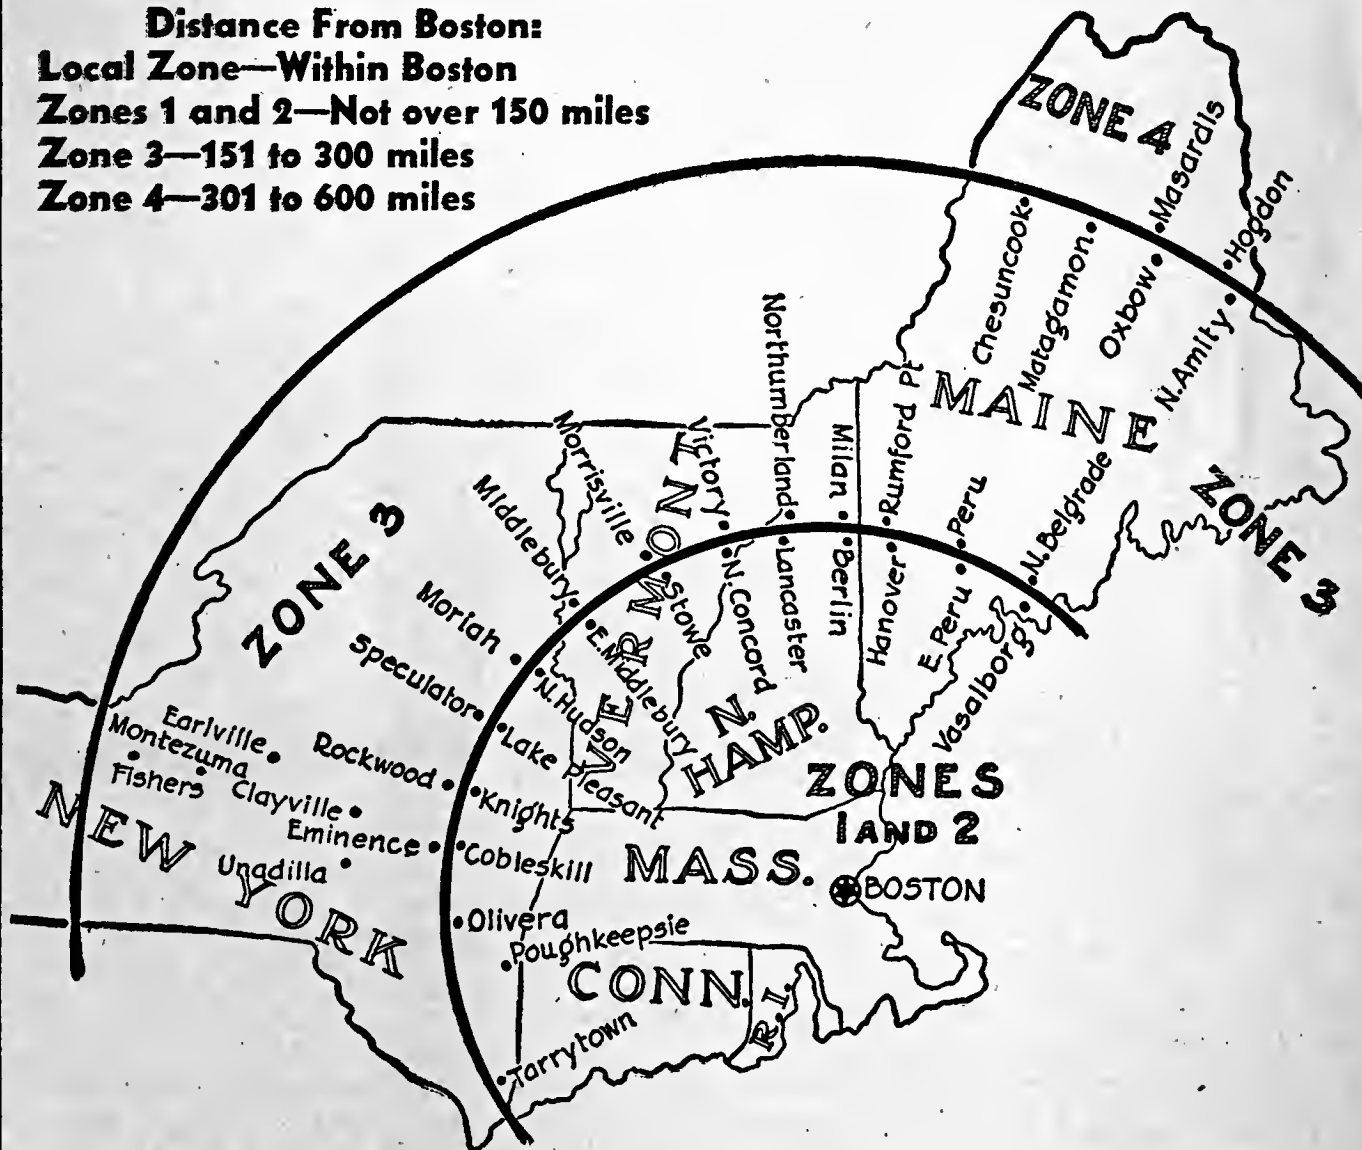 Distance From Boston:
Local Zone—Within Boston
Zones 1 and 2—Not over 150 miles
Zone 3—151 to 300 miles
Zone 4—301 to 600 miles
ZONE 4
Masardis
Hogdon
Chesuncook
Matagamon
Oxbow
N. Amity
MAINE
Northumberland
Milan
Rumford Pt
Peru
N. Belgrade
ZONE 3
Morrisville
Victory
Middlebury
VERMONT
ZONE 3
Moriah
Speculator
Stowe
N. Concord
Lancaster
Berlin
Hanover
E. Peru
Vasalborg
E. Middlebury
N. Hudson
Lake Pleasant
N.
HAMP.
ZONES
1 AND 2
Earlville
Montezuma
Fishers
Rockwood
Clayville
Knights
Eminence
Cobleskill
Unadilla
NEW YORK
MASS.
BOSTON
Olivera
Poughkeepsie
CONN.
R.I.
Tarrytown